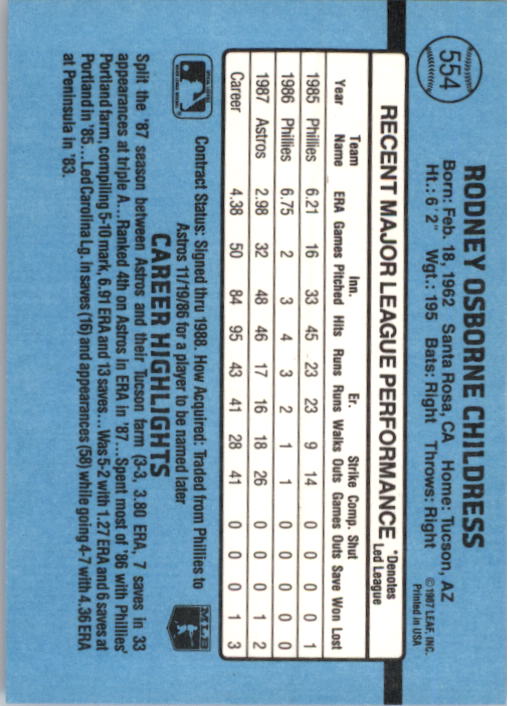 554
RODNEY OSBORNE CHILDRESS
Born: Feb. 18, 1962 Santa Rosa, CA Home: Tucson, AZ
Ht.: 6' 2" Wgt.: 195 Bats: Right Throws: Right
©1987 LEAF, INC.
Printed in USA
RECENT MAJOR LEAGUE PERFORMANCE
*Denotes
Led League
Inn. Er. Strike Comp. Shut
Year Team Name ERA Games Pitched Hits Runs Runs Walks Outs Games Outs Save Won Lost
1985 Phillies 6.21 16 33 45 23 23 9 14 0 0 0 0 1
1986 Phillies 6.75 2 3 4 3 2 1 1 0 0 0 0 0
1987 Astros 2.98 32 48 46 17 16 18 26 0 0 0 1 2
Career 4.38 50 84 95 43 41 28 41 0 0 0 1 3
Contract Status: Signed thru 1988. How Acquired: Traded from Phillies to
Astros 11/19/86 for a player to be named later
MLB
CAREER HIGHLIGHTS
Split the '87 season between Astros and their Tucson farm (3-3, 3.80 ERA, 7 saves in 33
appearances at triple A...Ranked 4th on Astros in ERA in '87...Spent most of '86 with Phillies'
Portland farm, compiling 5-10 mark, 6.91 ERA and 13 saves...Was 5-2 with 1.27 ERA and 6 saves at
Portland in '85...Led Carolina Lg. in saves (16) and appearances (58) while going 4-7 with 4.36 ERA
at Peninsula in '83.